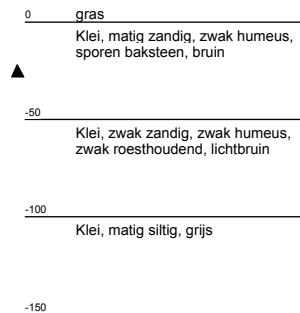 0 gras
Klei, matig zandig, zwak humeus,
sporen baksteen, bruin
-50
Klei, zwak zandig, zwak humeus,
zwak roesthoudend, lichtbruin
-100
Klei, matig siltig, grijs
-150